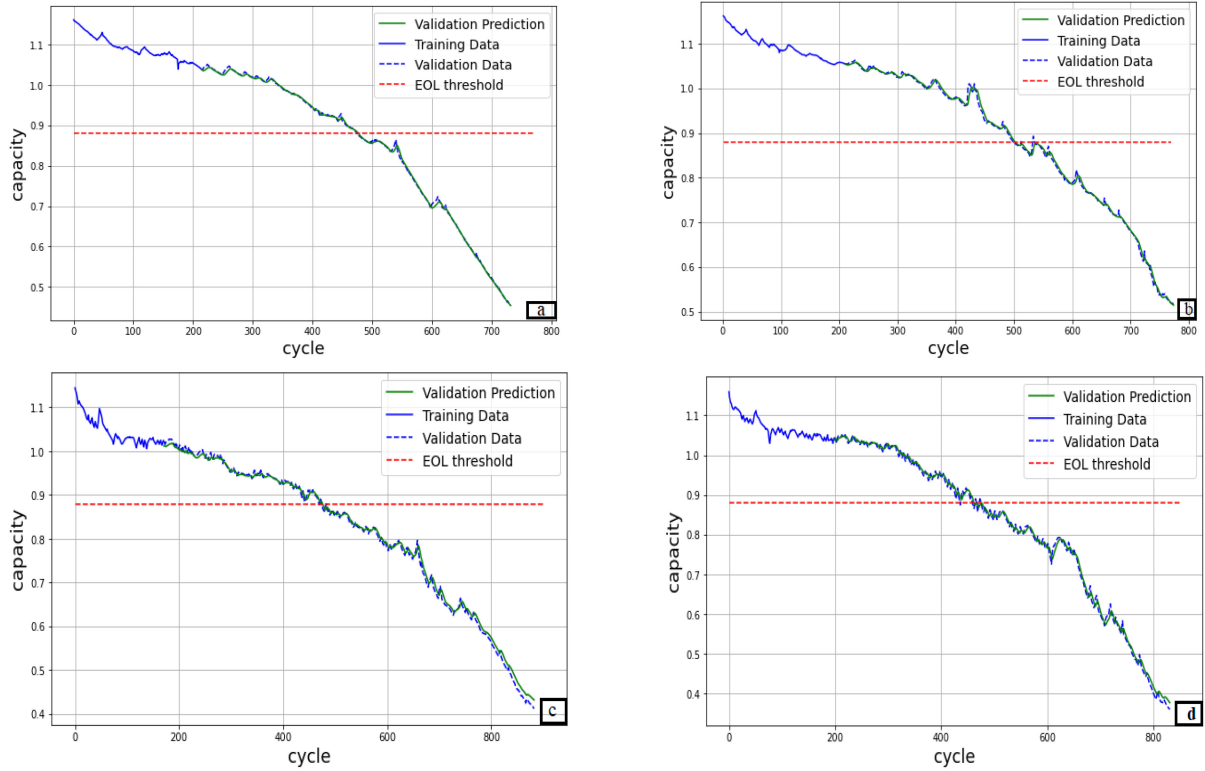 Validation Prediction
Training Data
Validation Data
EOL threshold
capacity
1.1
1.0
0.9
0.8
0.7
0.6
0.5
0 100 200 300 400 500 600 700 800
cycle
a
Validation Prediction
Training Data
Validation Data
EOL threshold
capacity
1.1
1.0
0.9
0.8
0.7
0.6
0.5
0 100 200 300 400 500 600 700 800
cycle
b
Validation Prediction
Training Data
Validation Data
EOL threshold
capacity
1.1
1.0
0.9
0.8
0.7
0.6
0.5
0.4
0 200 400 600 800
cycle
c
Validation Prediction
Training Data
Validation Data
EOL threshold
capacity
1.1
1.0
0.9
0.8
0.7
0.6
0.5
0.4
0 200 400 600 800
cycle
d